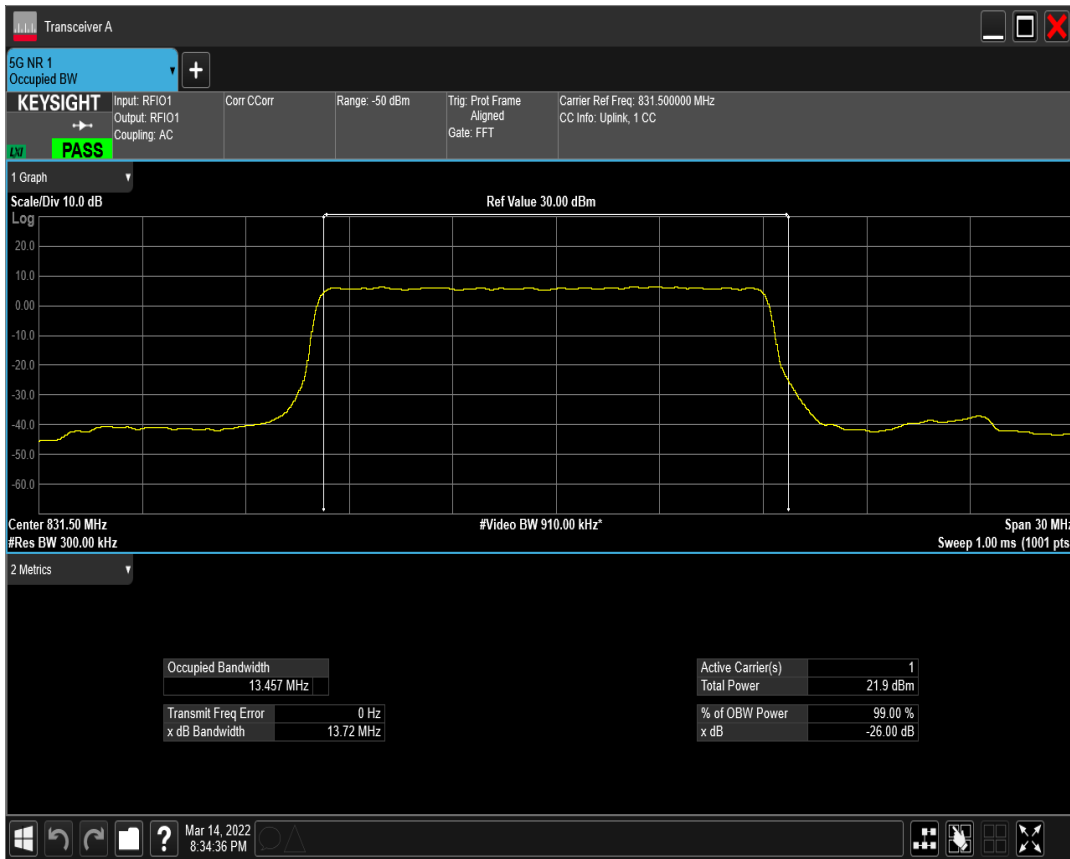 Transceiver A
5G NR 1
Occupied BW
KEYSIGHT
LXI
PASS
Input: RFIO1
Output: RFIO1
Coupling: AC
Corr CCorr
Range: -50 dBm
Trig: Prot Frame
Aligned
Gate: FFT
Carrier Ref Freq: 831.500000 MHz
CC Info: Uplink, 1 CC
1 Graph
Scale/Div 10.0 dB
Ref Value 30.00 dBm
Log
20.0
10.0
0.00
-10.0
-20.0
-30.0
-40.0
-50.0
-60.0
Center 831.50 MHz
#Video BW 910.00 kHz*
Span 30 MHz
#Res BW 300.00 kHz
Sweep 1.00 ms (1001 pts
2 Metrics
Occupied Bandwidth
13.457 MHz
Transmit Freq Error 0 Hz
x dB Bandwidth 13.72 MHz
Active Carrier(s) 1
Total Power 21.9 dBm
% of OBW Power 99.00 %
x dB -26.00 dB
?
Mar 14, 2022
8:34:36 PM